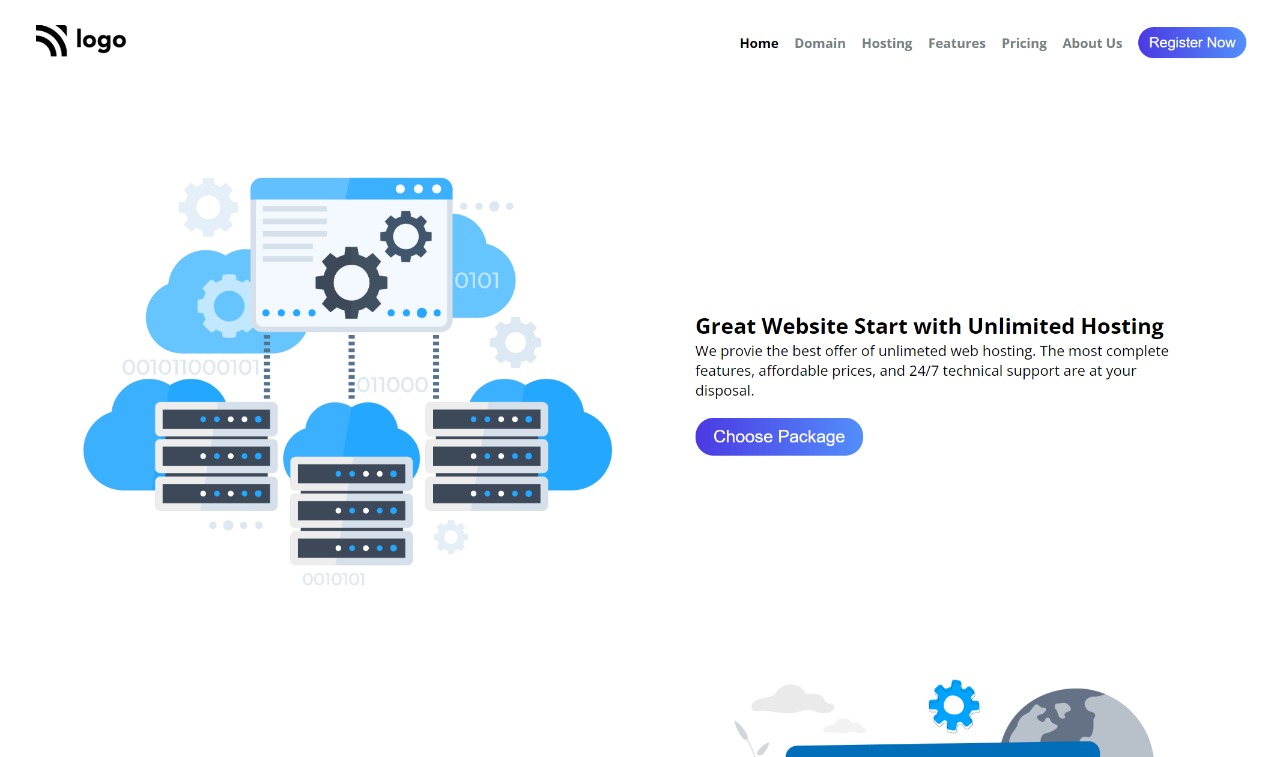 logo
Home Domain Hosting Features Pricing About Us Register Now
0101
001011000101
011000
0010101
Great Website Start with Unlimited Hosting
We provie the best offer of unlimeted web hosting. The most complete
features, affordable prices, and 24/7 technical support are at your
disposal.
Choose Package